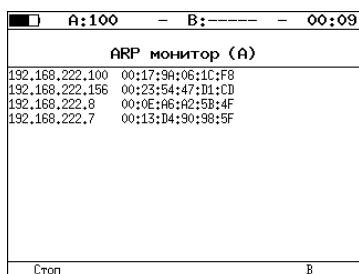 A:100 – B:----- – 00:09
ARP монитор (A)
192.168.222.100 00:17:9A:06:1C:F8
192.168.222.156 00:23:54:47:D1:CD
192.168.222.8 00:0E:A6:A2:5B:4F
192.168.222.7 00:13:D4:90:98:5F
Стоп B